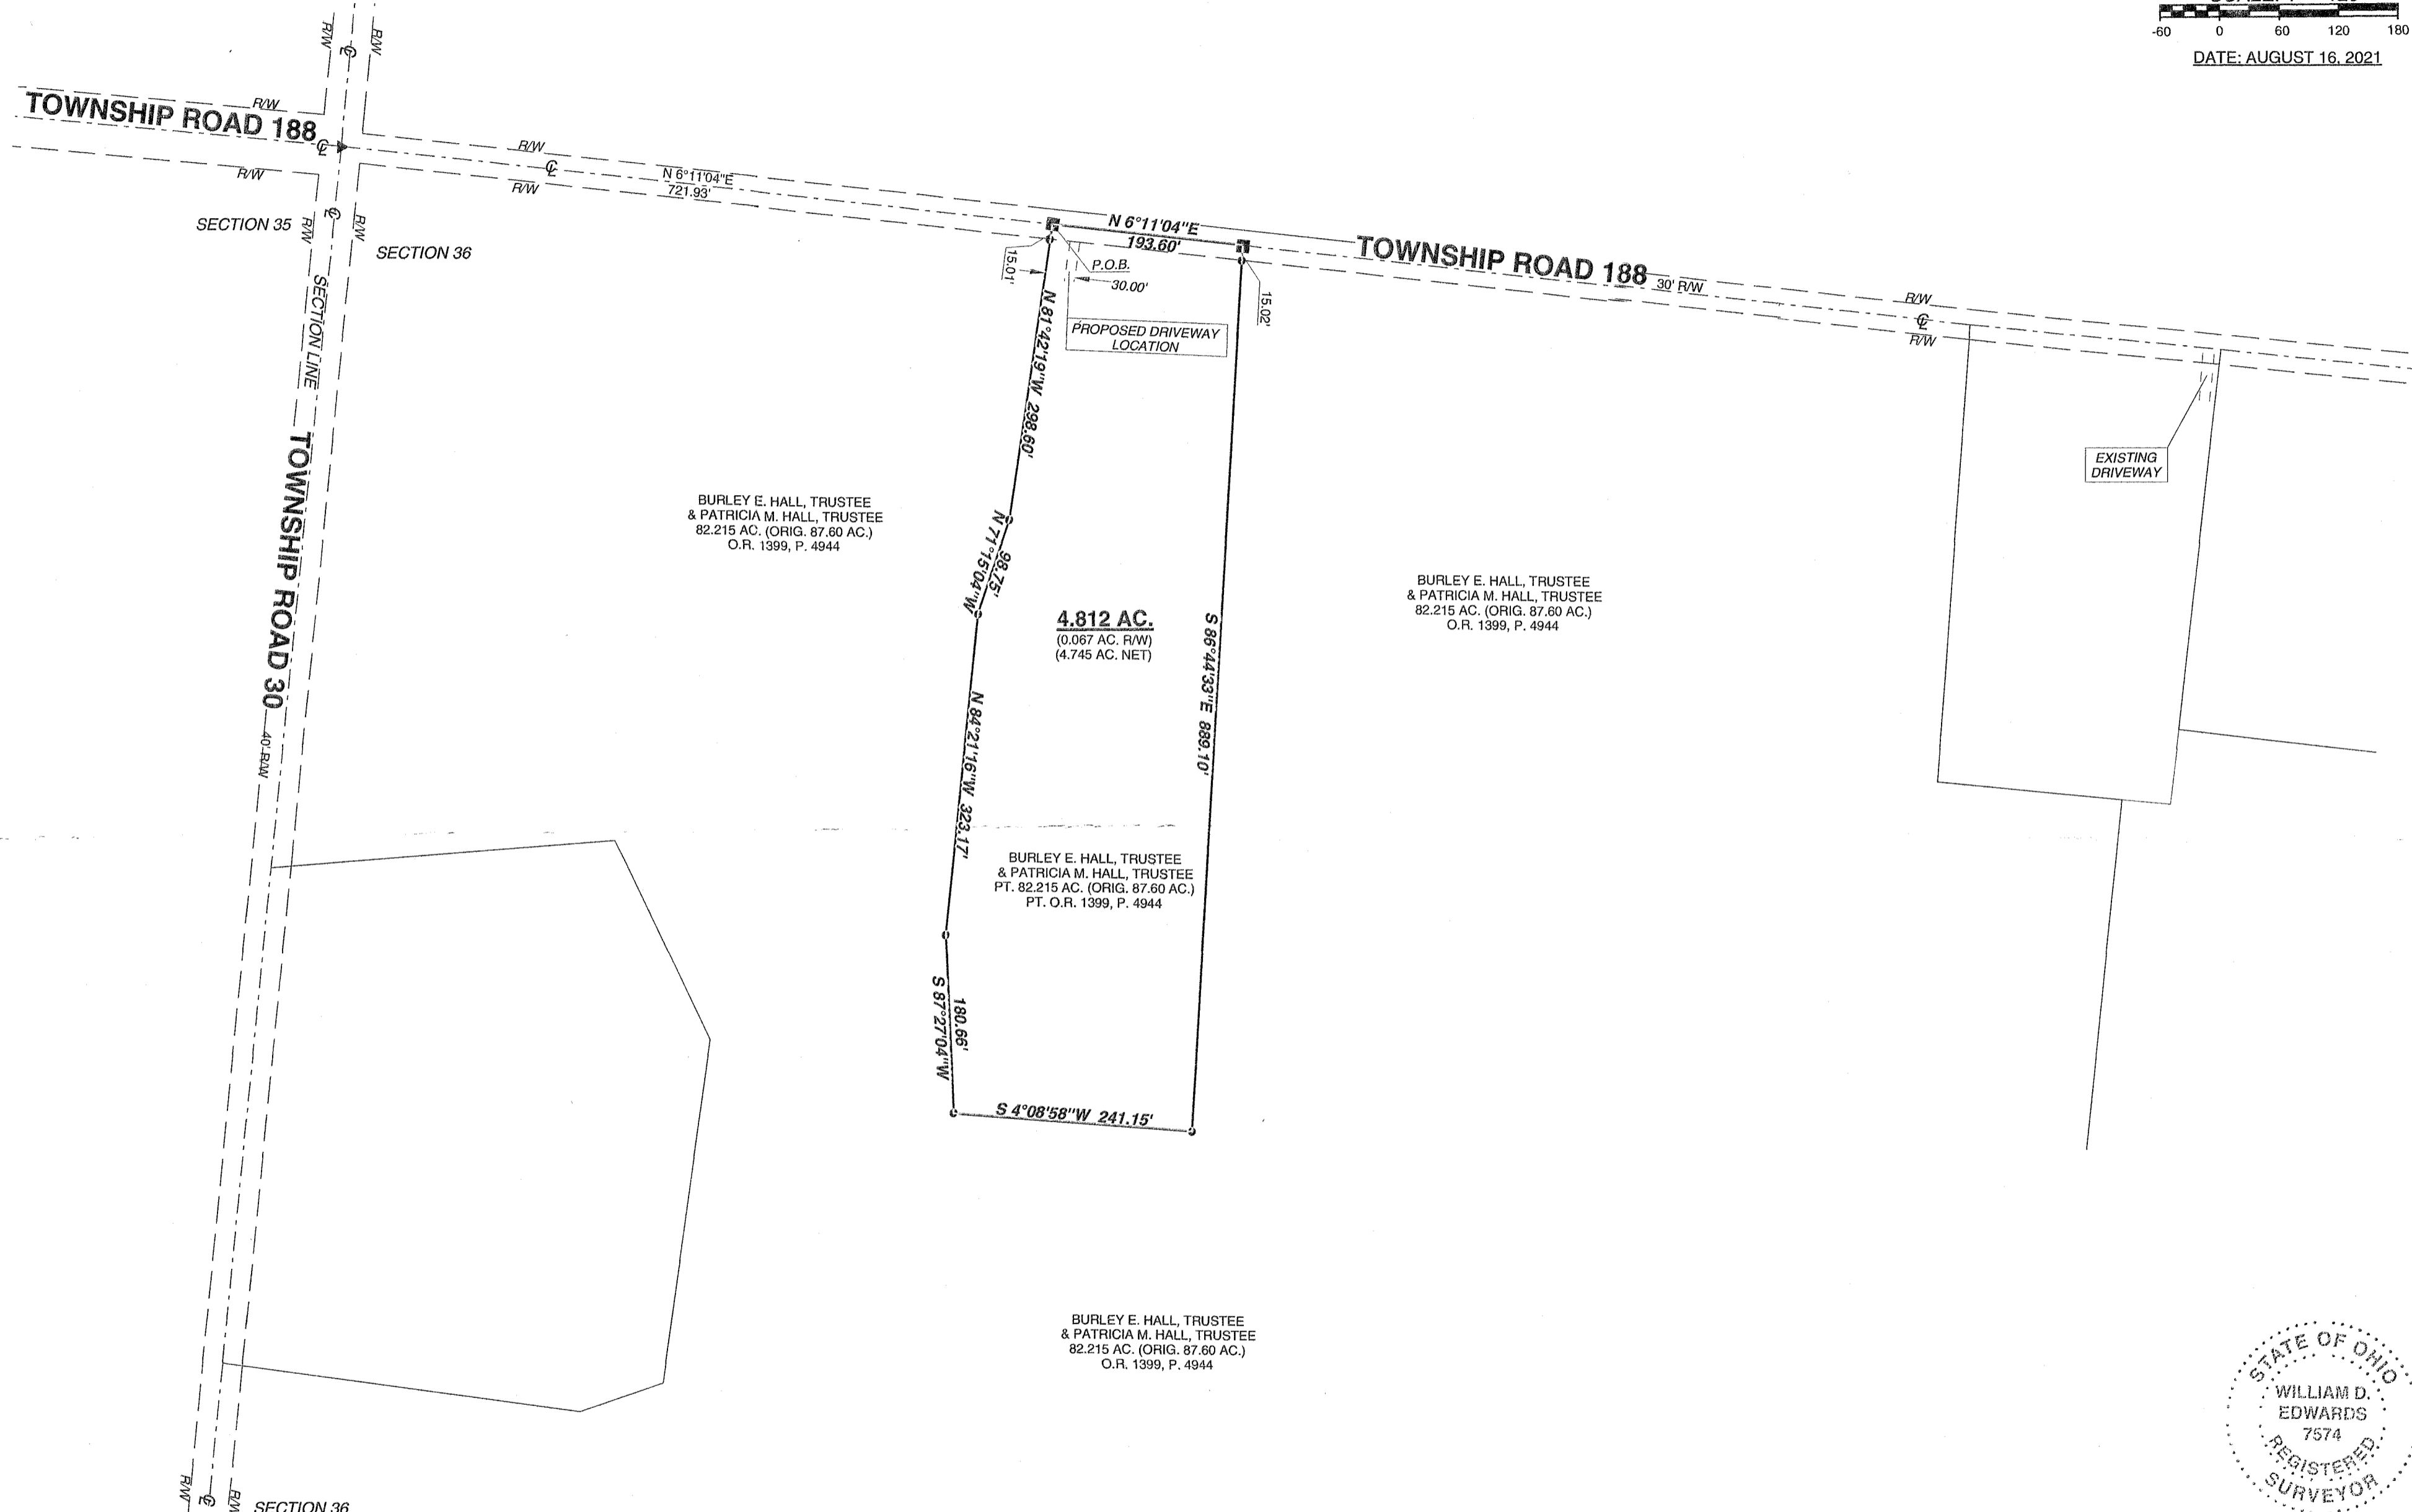 -60 0 60 120 180
DATE: AUGUST 16, 2021
R/W
R/W
℄
R/W
TOWNSHIP ROAD 188
℄
R/W
R/W
℄
R/W
N 6°11'04"E
721.93'
SECTION 35
R/W
℄
R/W
SECTION 36
SECTION LINE
TOWNSHIP ROAD 30
40' R/W
N 6°11'04"E
193.60'
TOWNSHIP ROAD 188
30' R/W
R/W
℄
R/W
15.01'
P.O.B.
30.00'
15.02'
PROPOSED DRIVEWAY
LOCATION
EXISTING
DRIVEWAY
N 81°42'19"W 298.60'
BURLEY E. HALL, TRUSTEE
& PATRICIA M. HALL, TRUSTEE
82.215 AC. (ORIG. 87.60 AC.)
O.R. 1399, P. 4944
N 71°15'04"W
98.75'
4.812 AC.
(0.067 AC. R/W)
(4.745 AC. NET)
S 86°44'33"E 889.10'
BURLEY E. HALL, TRUSTEE
& PATRICIA M. HALL, TRUSTEE
82.215 AC. (ORIG. 87.60 AC.)
O.R. 1399, P. 4944
N 84°21'16"W 323.17'
BURLEY E. HALL, TRUSTEE
& PATRICIA M. HALL, TRUSTEE
PT. 82.215 AC. (ORIG. 87.60 AC.)
PT. O.R. 1399, P. 4944
S 87°27'04"W
180.66'
S 4°08'58"W 241.15'
BURLEY E. HALL, TRUSTEE
& PATRICIA M. HALL, TRUSTEE
82.215 AC. (ORIG. 87.60 AC.)
O.R. 1399, P. 4944
STATE OF OHIO
WILLIAM D.
EDWARDS
7574
REGISTERED
SURVEYOR
R/W
℄
R/W
SECTION 36